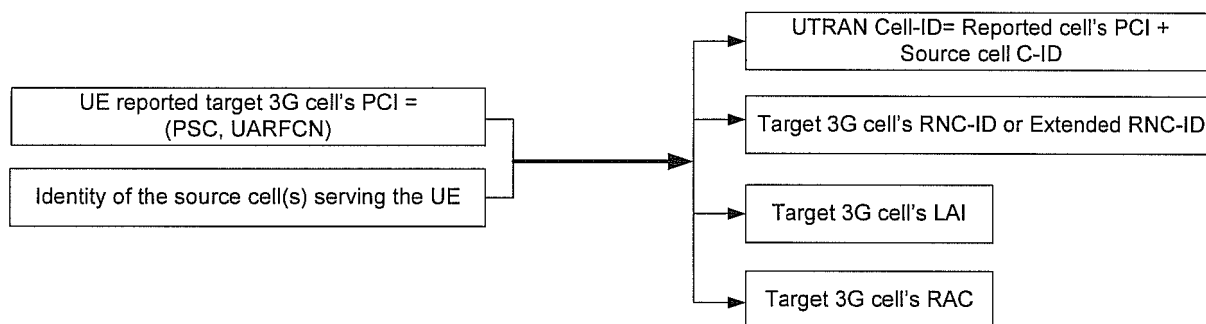 UE reported target 3G cell's PCI =
(PSC, UARFCN)
Identity of the source cell(s) serving the UE
UTRAN Cell-ID= Reported cell's PCI +
Source cell C-ID
Target 3G cell's RNC-ID or Extended RNC-ID
Target 3G cell's LAI
Target 3G cell's RAC